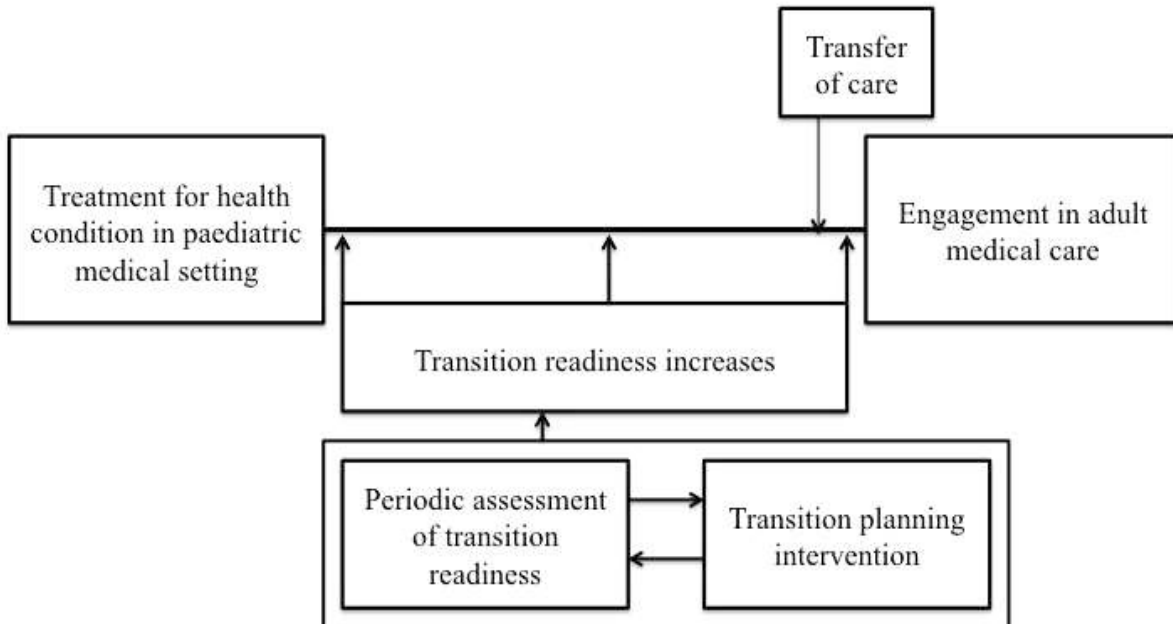 Transfer
of care
Treatment for health
condition in paediatric
medical setting
Engagement in adult
medical care
Transition readiness increases
Periodic assessment
of transition
readiness
Transition planning
intervention